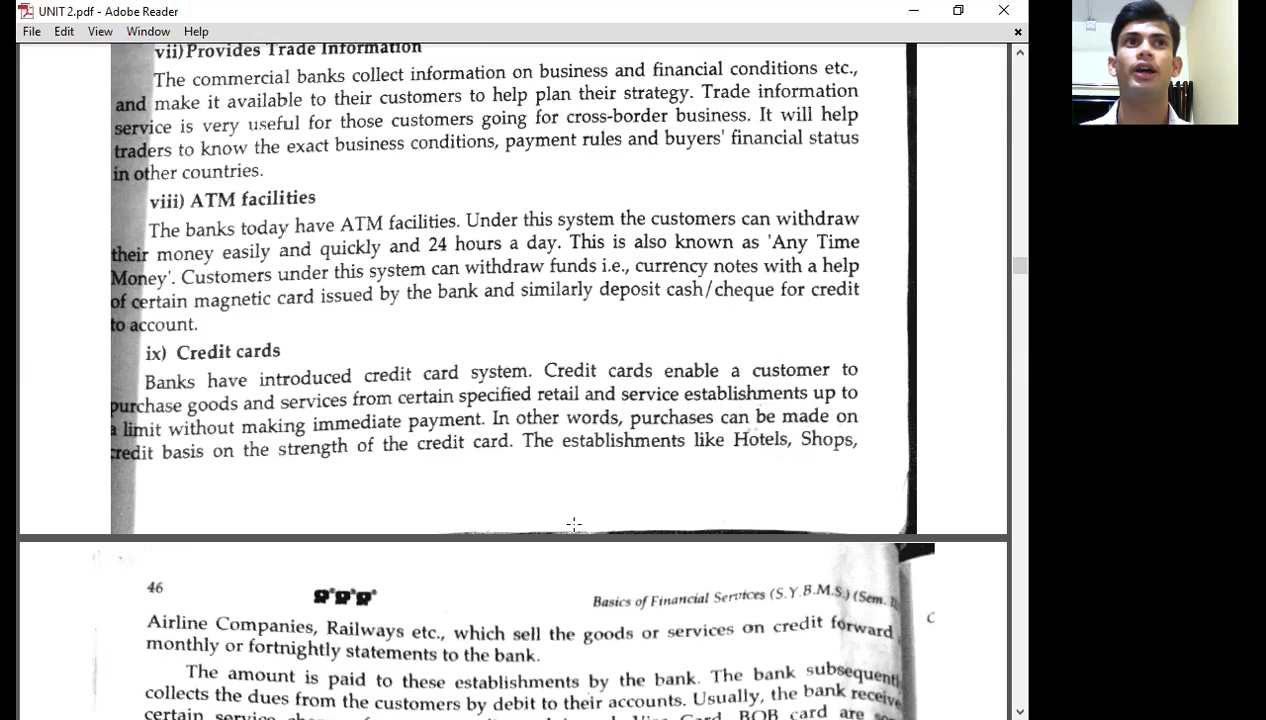 UNIT 2.pdf - Adobe Reader
File Edit View Window Help
vii) Provides Trade Information
The commercial banks collect information on business and financial conditions etc.,
and make it available to their customers to help plan their strategy. Trade information
service is very useful for those customers going for cross-border business. It will help
traders to know the exact business conditions, payment rules and buyers' financial status
in other countries.
viii) ATM facilities
The banks today have ATM facilities. Under this system the customers can withdraw
their money easily and quickly and 24 hours a day. This is also known as 'Any Time
Money'. Customers under this system can withdraw funds i.e., currency notes with a help
of certain magnetic card issued by the bank and similarly deposit cash/cheque for credit
to account.
ix) Credit cards
Banks have introduced credit card system. Credit cards enable a customer to
purchase goods and services from certain specified retail and service establishments up to
a limit without making immediate payment. In other words, purchases can be made on
credit basis on the strength of the credit card. The establishments like Hotels, Shops,
46
Basics of Financial Services (S.Y.B.M.S.) (Sem.
Airline Companies, Railways etc., which sell the goods or services on credit forward
monthly or fortnightly statements to the bank.
The amount is paid to these establishments by the bank. The bank
collects the dues from the customers by debit to their accounts. Usually, the bank
certain service Card, BOB card are